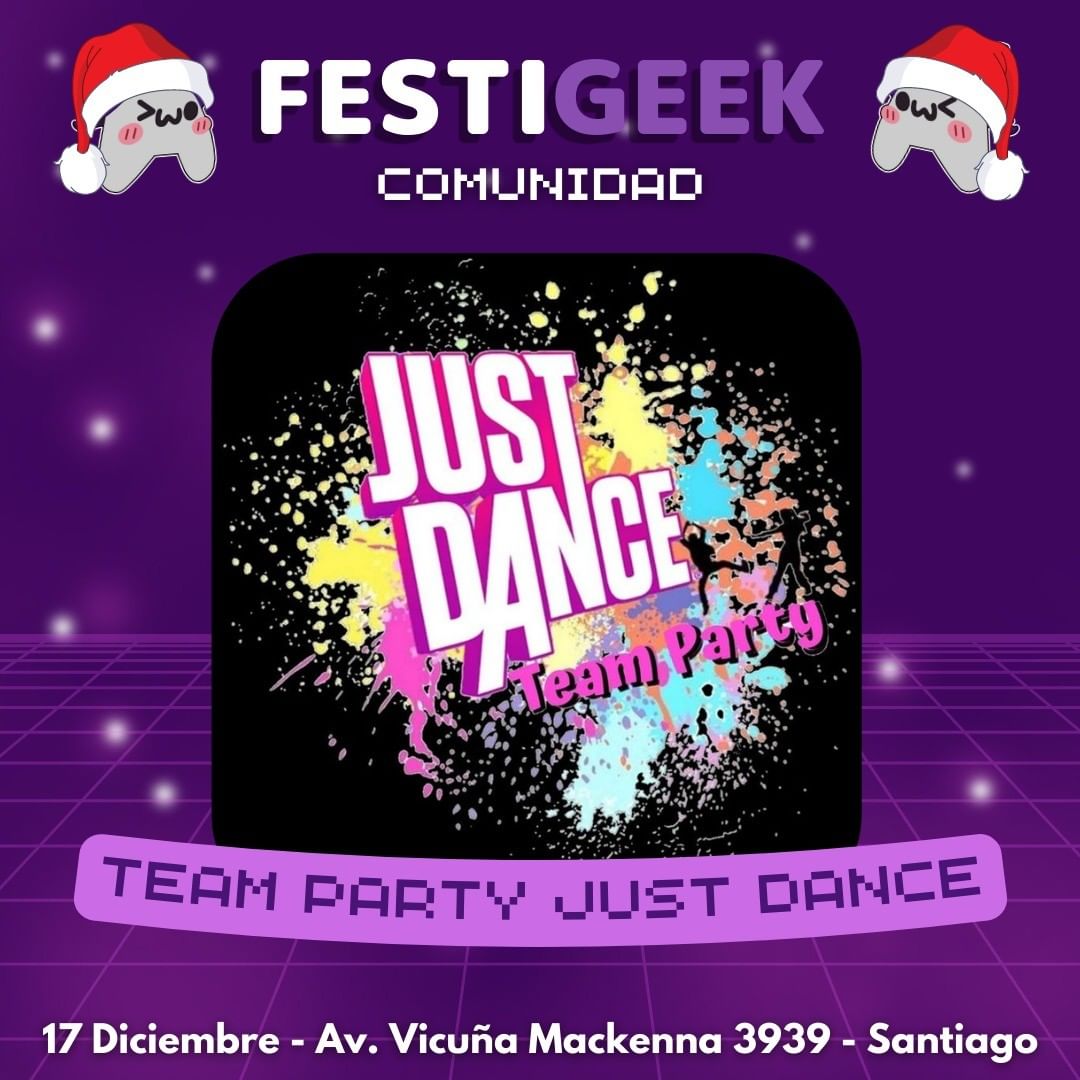 FESTIGEEK
COMUNIDAD
JUST
DANCE
Team Party
TEAM PARTY JUST DANCE
17 Diciembre - Av. Vicuña Mackenna 3939 - Santiago